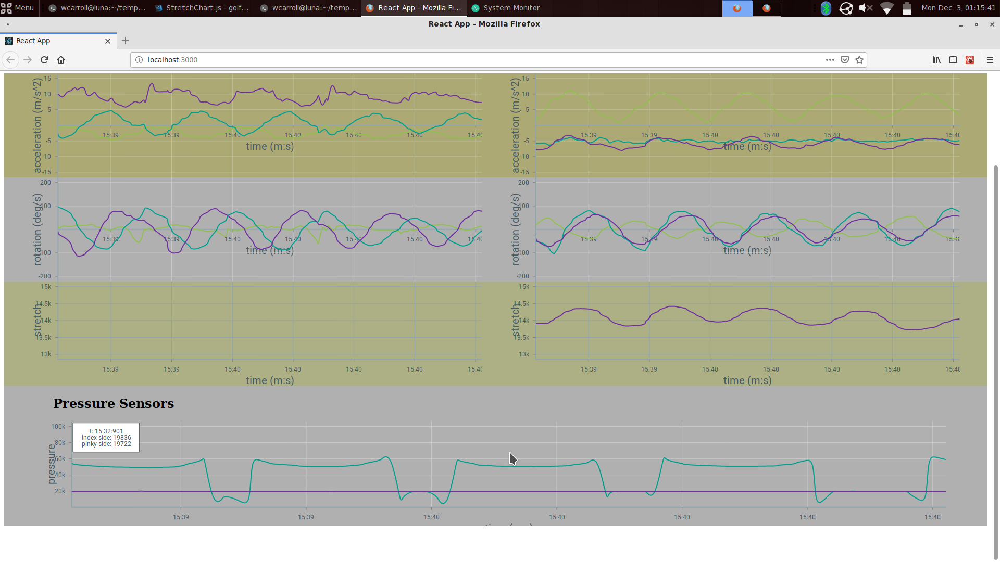 Menu wcarroll@luna:~/temp... StretchChart.js - golf... wcarroll@luna:~/temp... React App - Mozilla Fi... System Monitor Mon Dec 3, 01:15:41
React App - Mozilla Firefox
React App
localhost:3000
acceleration (m/s^2)
15
10
5
-5
-10
-15
15:39 15:39 15:40 15:40 15:40 15:40 15:40
time (m:s)
acceleration (m/s^2)
15
10
5
-5
-10
-15
15:39 15:39 15:40 15:40 15:40 15:40 15:40
time (m:s)
rotation (deg/s)
200
100
-100
-200
15:39 15:39 15:40 15:40 15:40 15:40 15:40
time (m:s)
rotation (deg/s)
200
100
-100
-200
15:39 15:39 15:40 15:40 15:40 15:40 15:40
time (m:s)
stretch
15k
14.5k
14k
13.5k
13k
15:39 15:39 15:40 15:40 15:40 15:40 15:40
time (m:s)
stretch
15k
14.5k
14k
13.5k
13k
15:39 15:39 15:40 15:40 15:40 15:40 15:40
time (m:s)
Pressure Sensors
pressure
100k
80k
60k
40k
20k
t: 15:32:901
index-side: 19836
pinky-side: 19722
15:39 15:39 15:40 15:40 15:40 15:40 15:40